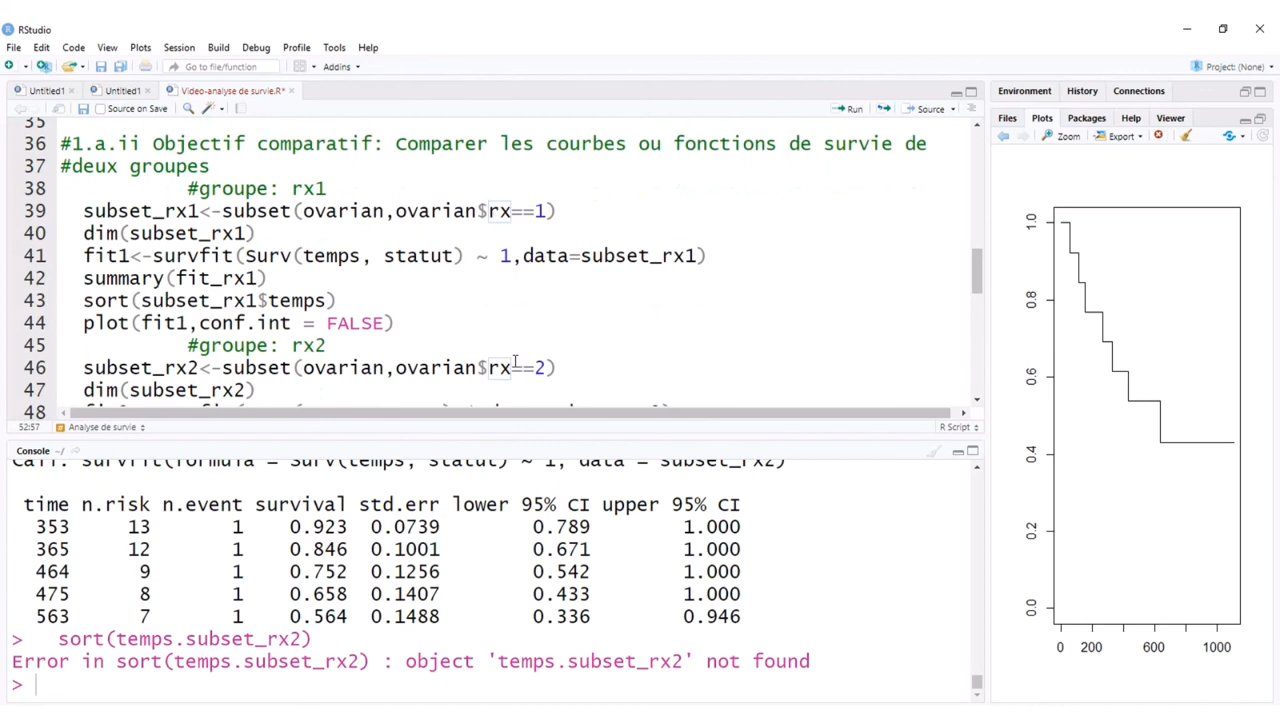 RStudio
File Edit Code View Plots Session Build Debug Profile Tools Help
Go to file/function Addins Project: (None)
Untitled1 Untitled1 Video-analyse de survie.R*
Source on Save Run Source
35
36 #1.a.ii Objectif comparatif: Comparer les courbes ou fonctions de survie de
37 #deux groupes
38 #groupe: rx1
39 subset_rx1<-subset(ovarian,ovarian$rx==1)
40 dim(subset_rx1)
41 fit1<-survfit(Surv(temps, statut) ~ 1,data=subset_rx1)
42 summary(fit_rx1)
43 sort(subset_rx1$temps)
44 plot(fit1,conf.int = FALSE)
45 #groupe: rx2
46 subset_rx2<-subset(ovarian,ovarian$rx==2)
47 dim(subset_rx2)
48
52:57 Analyse de survie R Script
Console ~/
Call: survfit(formula = Surv(temps, statut) ~ 1, data = subset_rx2)
time n.risk n.event survival std.err lower 95% CI upper 95% CI
353 13 1 0.923 0.0739 0.789 1.000
365 12 1 0.846 0.1001 0.671 1.000
464 9 1 0.752 0.1256 0.542 1.000
475 8 1 0.658 0.1407 0.433 1.000
563 7 1 0.564 0.1488 0.336 0.946
> sort(temps.subset_rx2)
Error in sort(temps.subset_rx2) : object 'temps.subset_rx2' not found
>
Environment History Connections
Files Plots Packages Help Viewer
Zoom Export
1.0
0.8
0.6
0.4
0.2
0.0
0 200 600 1000